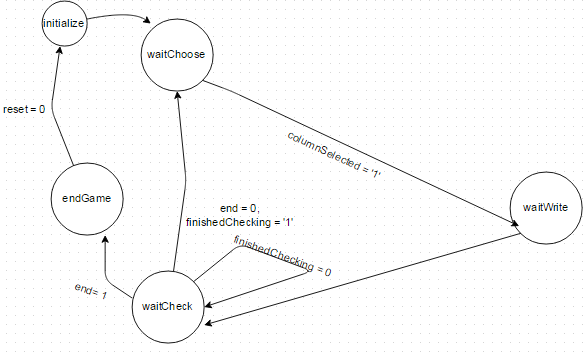 initialize
waitChoose
reset = 0
columnSelected = '1'
endGame
end = 0,
finishedChecking = '1'
waitWrite
finishedChecking = 0
end= 1
waitCheck